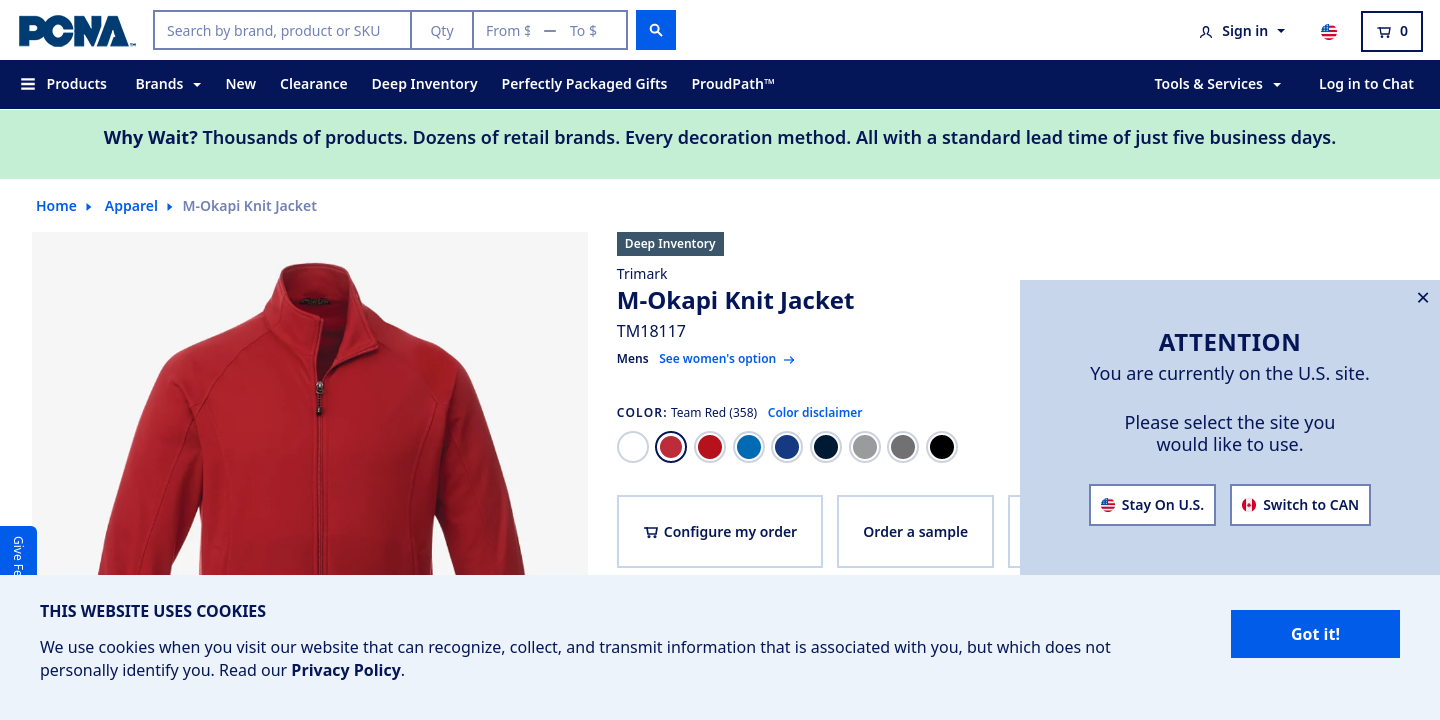 PCNA
Search by brand, product or SKU
Qty
From $ — To $
Sign in
0
Products
Brands
New
Clearance
Deep Inventory
Perfectly Packaged Gifts
ProudPath™
Tools & Services
Log in to Chat
Why Wait? Thousands of products. Dozens of retail brands. Every decoration method. All with a standard lead time of just five business days.
Home
Apparel
M-Okapi Knit Jacket
Deep Inventory
Trimark
M-Okapi Knit Jacket
TM18117
Mens See women's option
COLOR: Team Red (358) Color disclaimer
Configure my order
Order a sample
ATTENTION
You are currently on the U.S. site.
Please select the site you
would like to use.
Stay On U.S.
Switch to CAN
Give Fe
THIS WEBSITE USES COOKIES
We use cookies when you visit our website that can recognize, collect, and transmit information that is associated with you, but which does not
personally identify you. Read our Privacy Policy.
Got it!